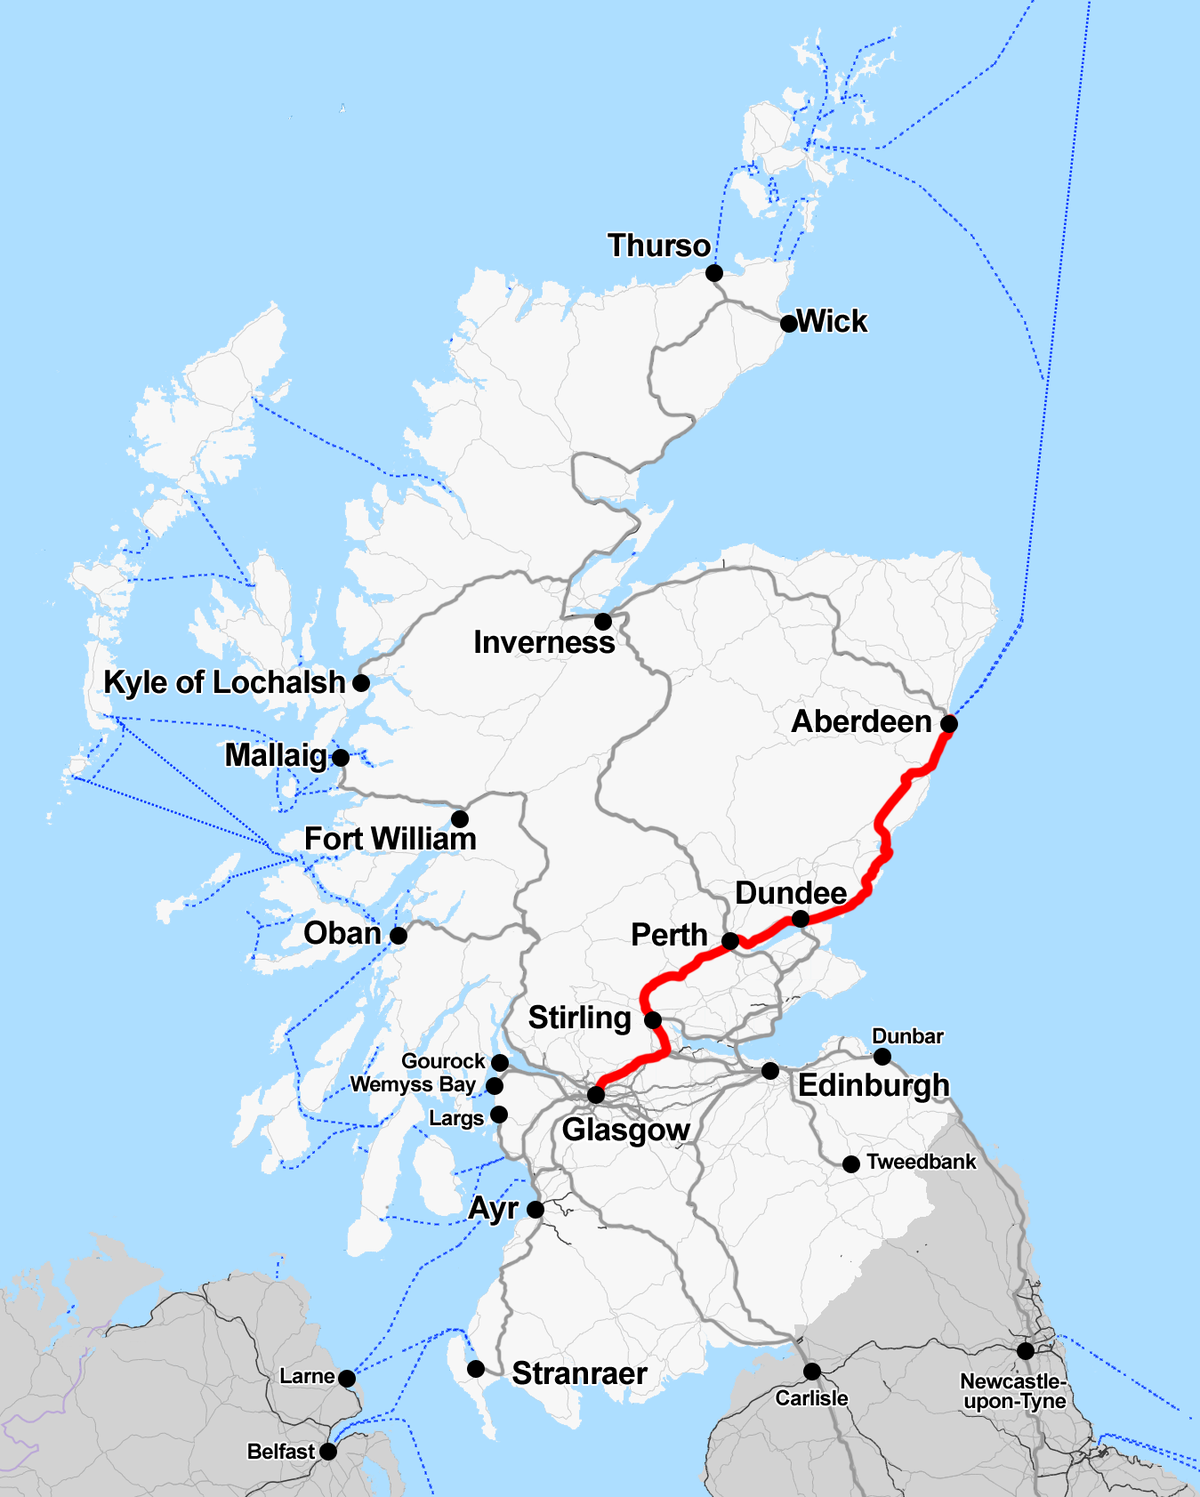 Thurso
Wick
Inverness
Kyle of Lochalsh
Aberdeen
Mallaig
Fort William
Dundee
Oban
Perth
Stirling
Dunbar
Gourock
Wemyss Bay
Edinburgh
Largs
Glasgow
Tweedbank
Ayr
Stranraer
Larne
Carlisle
Newcastle-
upon-Tyne
Belfast